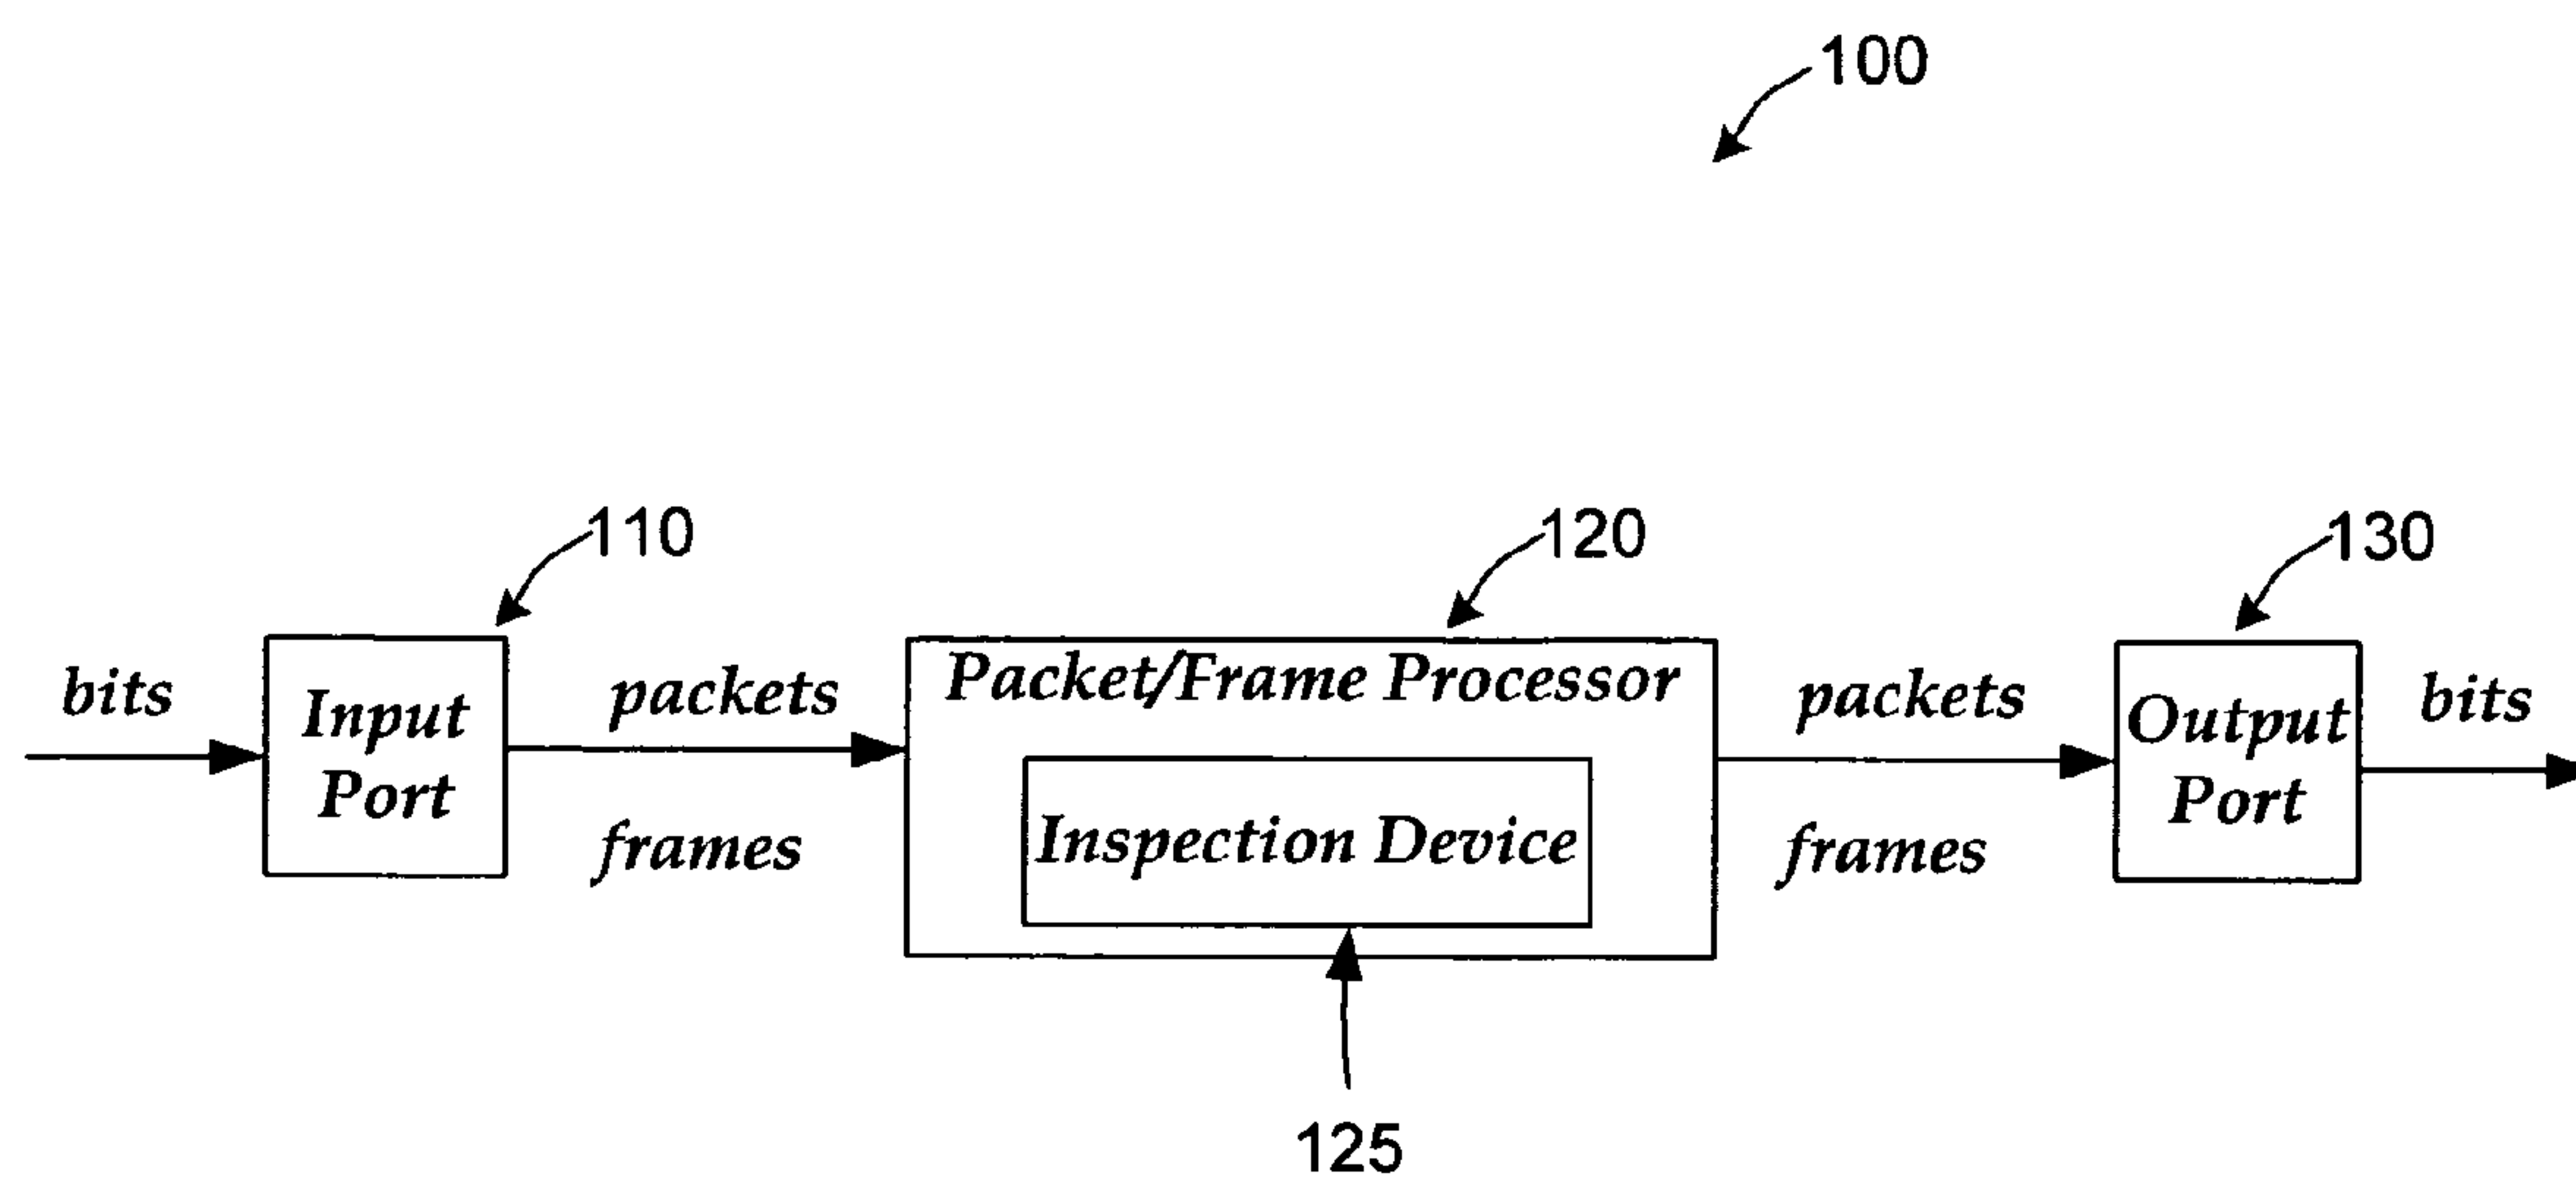 100
110
120
130
bits
Input
Port
packets
frames
Packet/Frame Processor
Inspection Device
packets
frames
Output
Port
bits
125